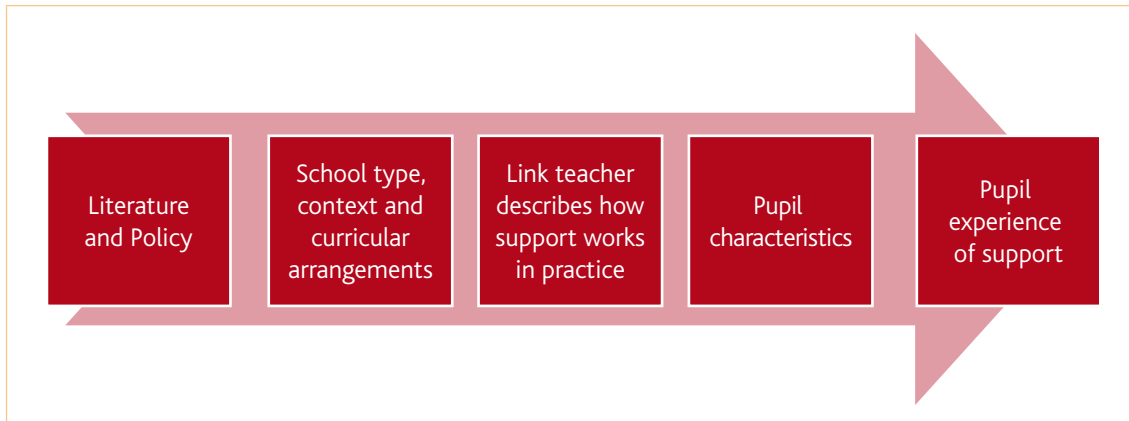 Literature
and Policy
School type,
context and
curricular
arrangements
Link teacher
describes how
support works
in practice
Pupil
characteristics
Pupil
experience
of support